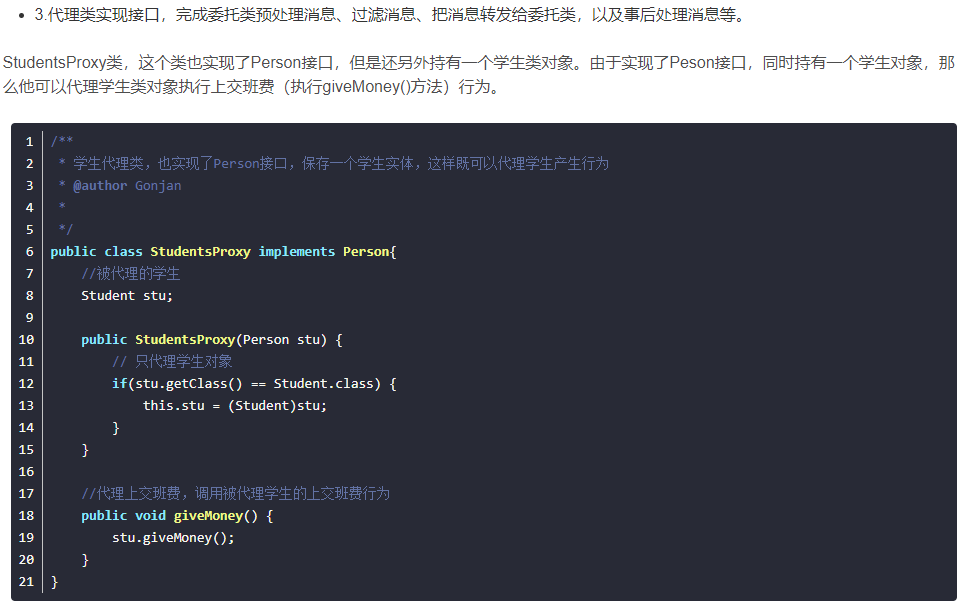 • 3.代理类实现接口，完成委托类预处理消息、过滤消息、把消息转发给委托类，以及事后处理消息等。
StudentsProxy类，这个类也实现了Person接口，但是还另外持有一个学生类对象。由于实现了Peson接口，同时持有一个学生对象，那
么他可以代理学生类对象执行上交班费（执行giveMoney()方法）行为。
1 /**
2  * 学生代理类，也实现了Person接口，保存一个学生实体，这样既可以代理学生产生行为
3  * @author Gonjan
4  *
5  */
6 public class StudentsProxy implements Person{
7     //被代理的学生
8     Student stu;
9
10     public StudentsProxy(Person stu) {
11         // 只代理学生对象
12         if(stu.getClass() == Student.class) {
13             this.stu = (Student)stu;
14         }
15     }
16
17     //代理上交班费，调用被代理学生的上交班费行为
18     public void giveMoney() {
19         stu.giveMoney();
20     }
21 }